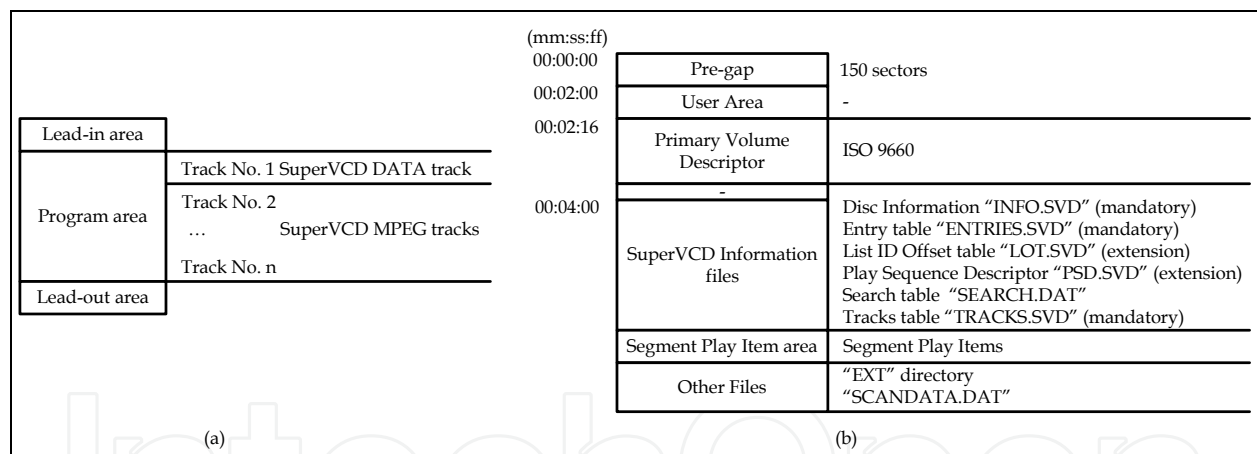 Lead-in area
Program area
Track No. 1 SuperVCD DATA track
Track No. 2
… SuperVCD MPEG tracks
Track No. n
Lead-out area
(a)
(mm:ss:ff)
00:00:00
Pre-gap
150 sectors
00:02:00
User Area
-
00:02:16
Primary Volume
Descriptor
ISO 9660
-
00:04:00
SuperVCD Information
files
Disc Information “INFO.SVD” (mandatory)
Entry table “ENTRIES.SVD” (mandatory)
List ID Offset table “LOT.SVD” (extension)
Play Sequence Descriptor “PSD.SVD” (extension)
Search table “SEARCH.DAT”
Tracks table “TRACKS.SVD” (mandatory)
Segment Play Item area
Segment Play Items
Other Files
“EXT” directory
“SCANDATA.DAT”
(b)